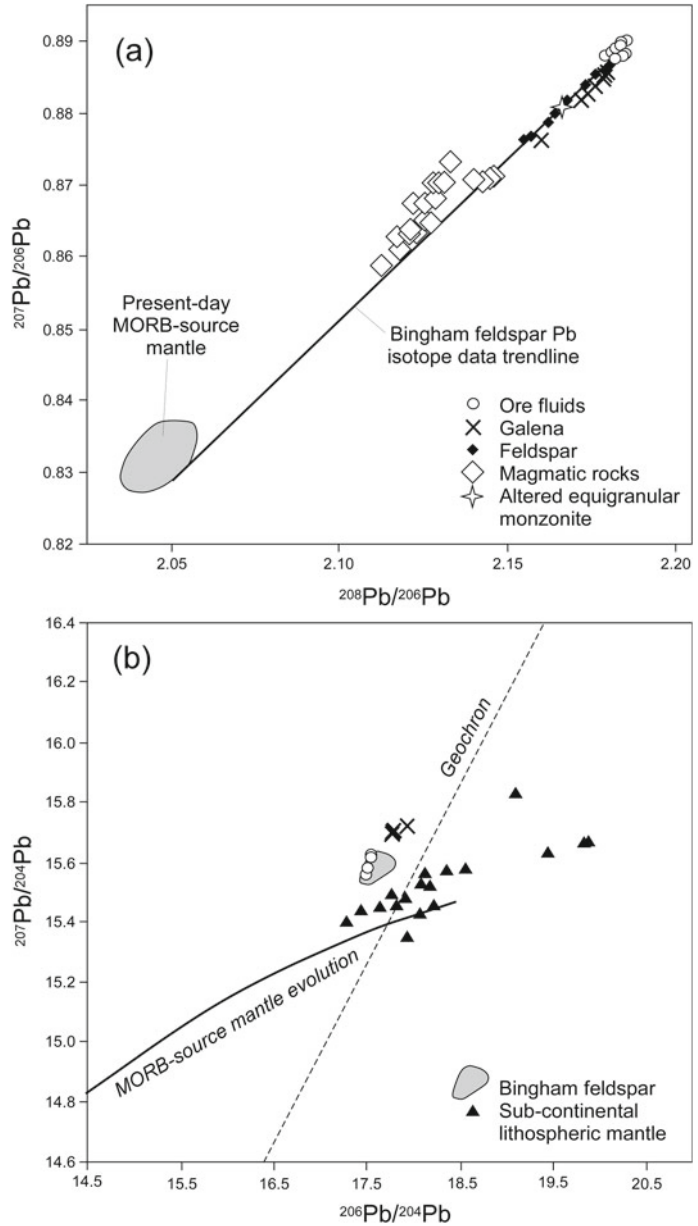 (a)
0.89
0.88
0.87
0.86
0.85
0.84
0.83
0.82
²⁰⁷Pb/²⁰⁶Pb
Present-day
MORB-source
mantle
Bingham feldspar Pb
isotope data trendline
Ore fluids
Galena
Feldspar
Magmatic rocks
Altered equigranular
monzonite
2.05
2.10
2.15
2.20
²⁰⁸Pb/²⁰⁶Pb
(b)
16.4
16.2
16.0
15.8
15.6
15.4
15.2
15.0
14.8
14.6
²⁰⁷Pb/²⁰⁴Pb
Geochron
MORB-source mantle evolution
Bingham feldspar
Sub-continental
lithospheric mantle
14.5
15.5
16.5
17.5
18.5
19.5
20.5
²⁰⁶Pb/²⁰⁴Pb